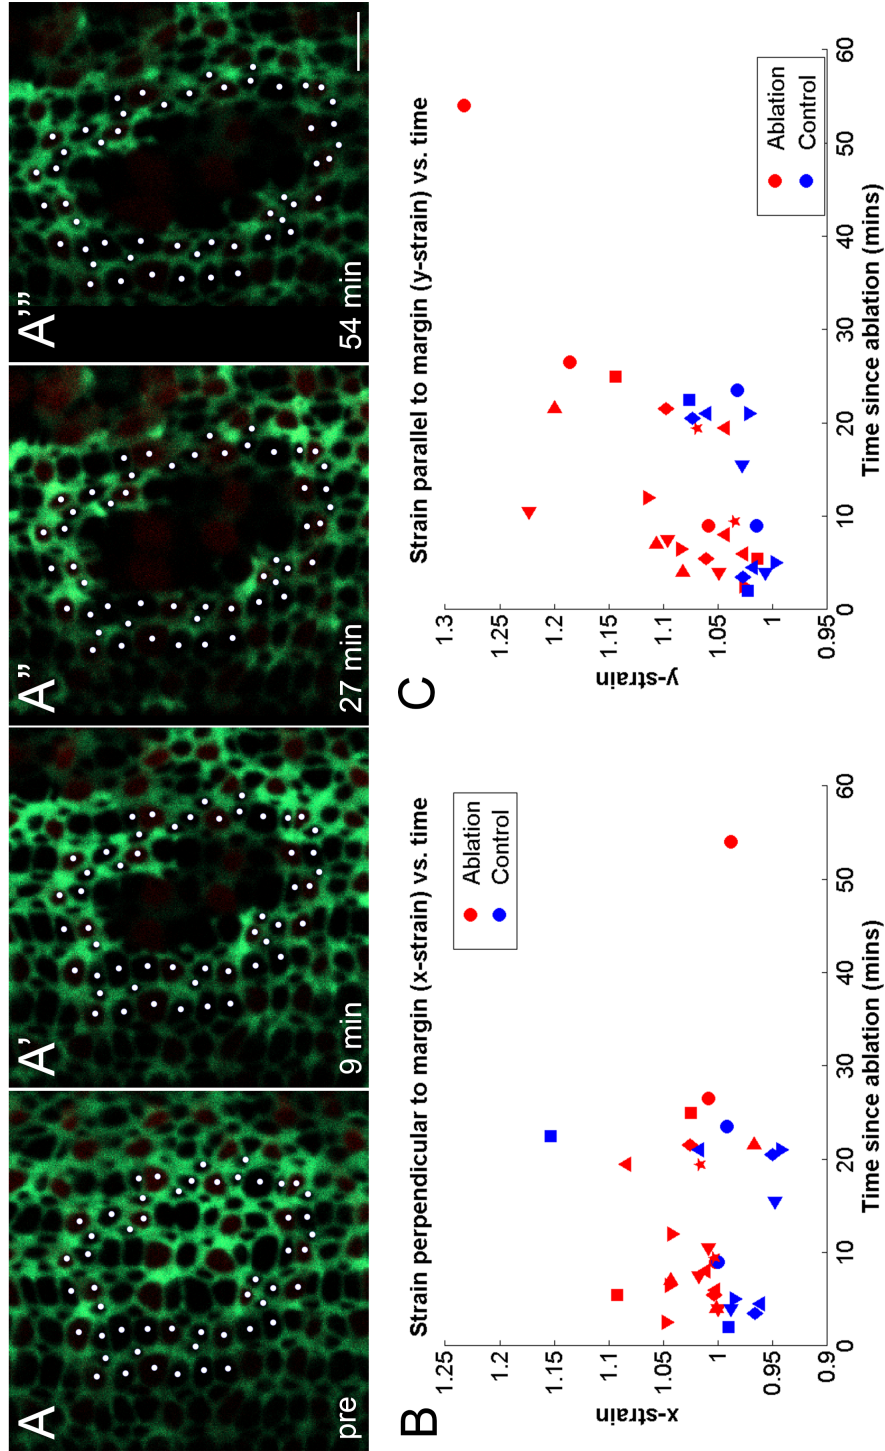 A
pre
A'
9 min
A"
27 min
A'"
54 min
B
Strain perpendicular to margin (x-strain) vs. time
Ablation
Control
1.25
1.2
1.15
1.1
1.05
1
0.95
0.9
x-strain
0 10 20 30 40 50 60
Time since ablation (mins)
C
Strain parallel to margin (y-strain) vs. time
Ablation
Control
1.3
1.25
1.2
1.15
1.1
1.05
1
0.95
y-strain
0 10 20 30 40 50 60
Time since ablation (mins)